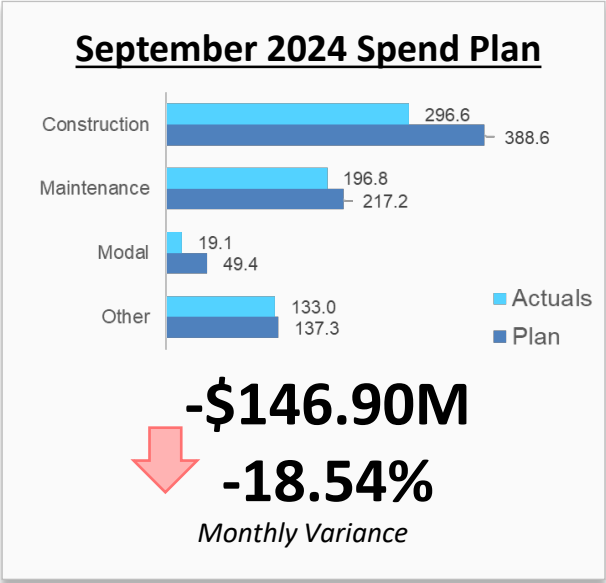 September 2024 Spend Plan
Construction
296.6
388.6
Maintenance
196.8
217.2
Modal
19.1
49.4
Other
133.0
137.3
Actuals
Plan
-$146.90M
-18.54%
Monthly Variance